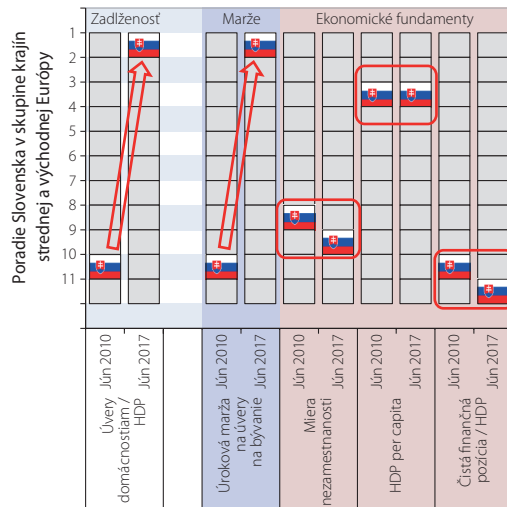 Zadlženosť
Marže
Ekonomické fundamenty
Poradie Slovenska v skupine krajín
strednej a východnej Európy
1
2
3
4
5
6
7
8
9
10
11
Jún 2010
Jún 2017
Jún 2010
Jún 2017
Jún 2010
Jún 2017
Jún 2010
Jún 2017
Jún 2010
Jún 2017
Úvery
domácnostiam /
HDP
Úroková marža
na úvery
na bývanie
Miera
nezamestnanosti
HDP per capita
Čistá finančná
pozícia / HDP